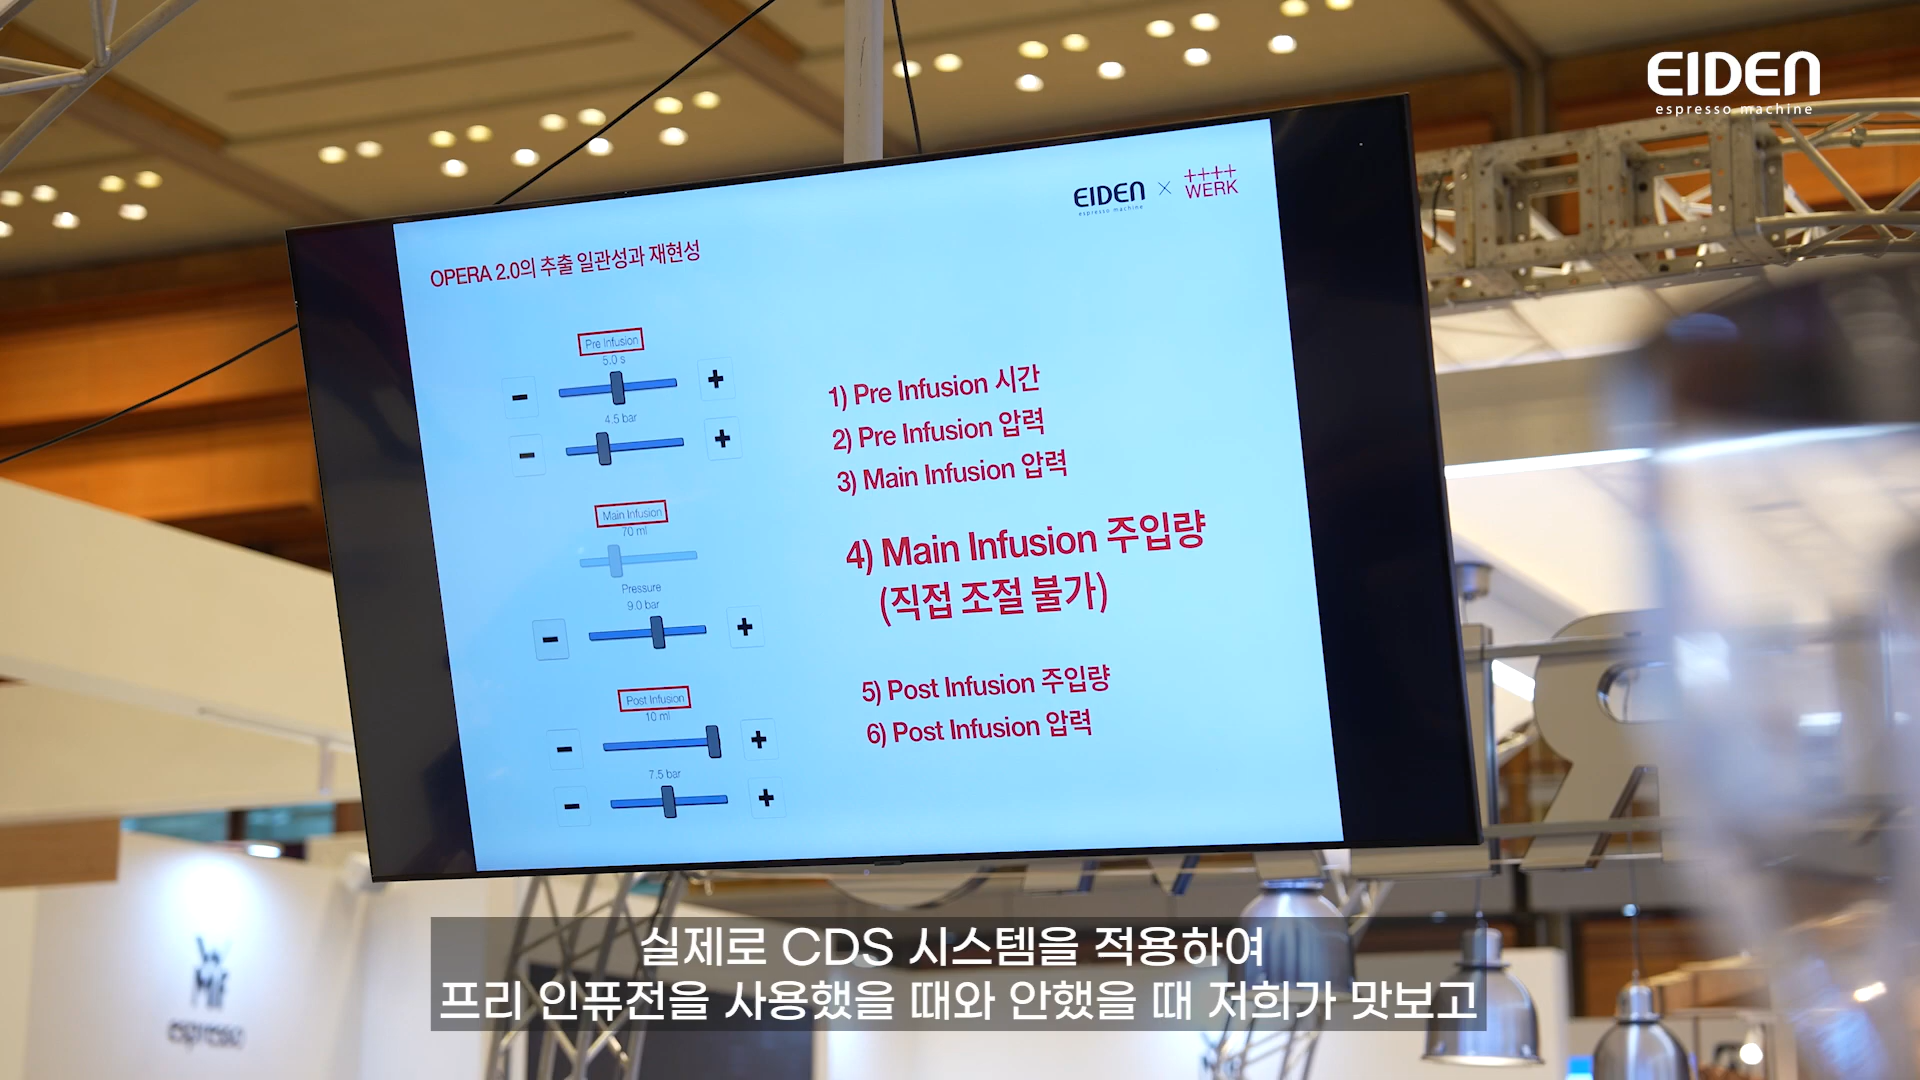 EIDEN
espresso machine
EIDEN × ++++ WERK
espresso machine
OPERA 2.0의 추출 일관성과 재현성
Pre Infusion
5.0 s
- +
4.5 bar
- +
Main Infusion
70 ml
Pressure
9.0 bar
- +
Post Infusion
10 ml
- +
7.5 bar
- +
1) Pre Infusion 시간
2) Pre Infusion 압력
3) Main Infusion 압력
4) Main Infusion 주입량
(직접 조절 불가)
5) Post Infusion 주입량
6) Post Infusion 압력
WMF
espresso
실제로 CDS 시스템을 적용하여
프리 인퓨전을 사용했을 때와 안했을 때 저희가 맛보고